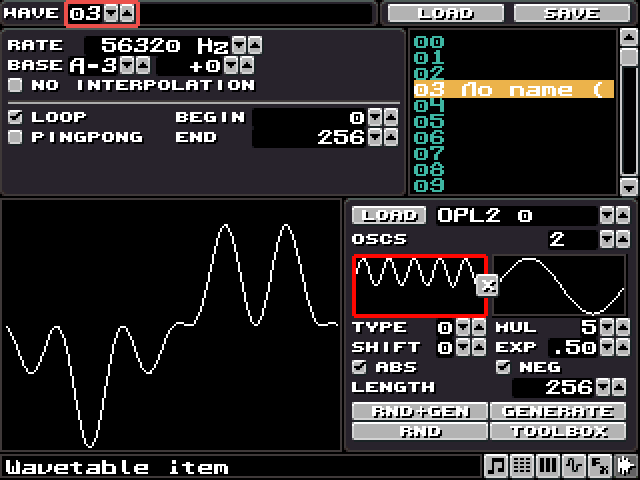 WAVE 03 LOAD SAVE
RATE 56320 Hz
BASE A-3 +0
NO INTERPOLATION
LOOP BEGIN 0
PINGPONG END 256
00
01
02
03 No name (
04
05
06
07
08
09
LOAD OPL2 0
OSCS 2
x
TYPE 0 MUL 5
SHIFT 0 EXP .50
ABS NEG
LENGTH 256
RND+GEN GENERATE
RND TOOLBOX
Wavetable item
FX